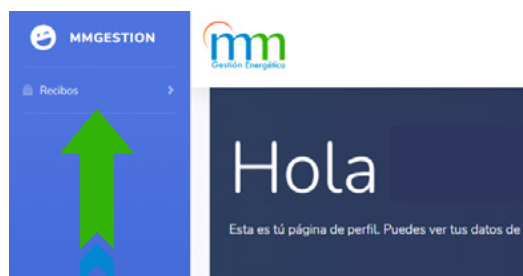 MMGESTION
mm
Gestión Energética
Recibos
Hola
Esta es tú página de perfil. Puedes ver tus datos de